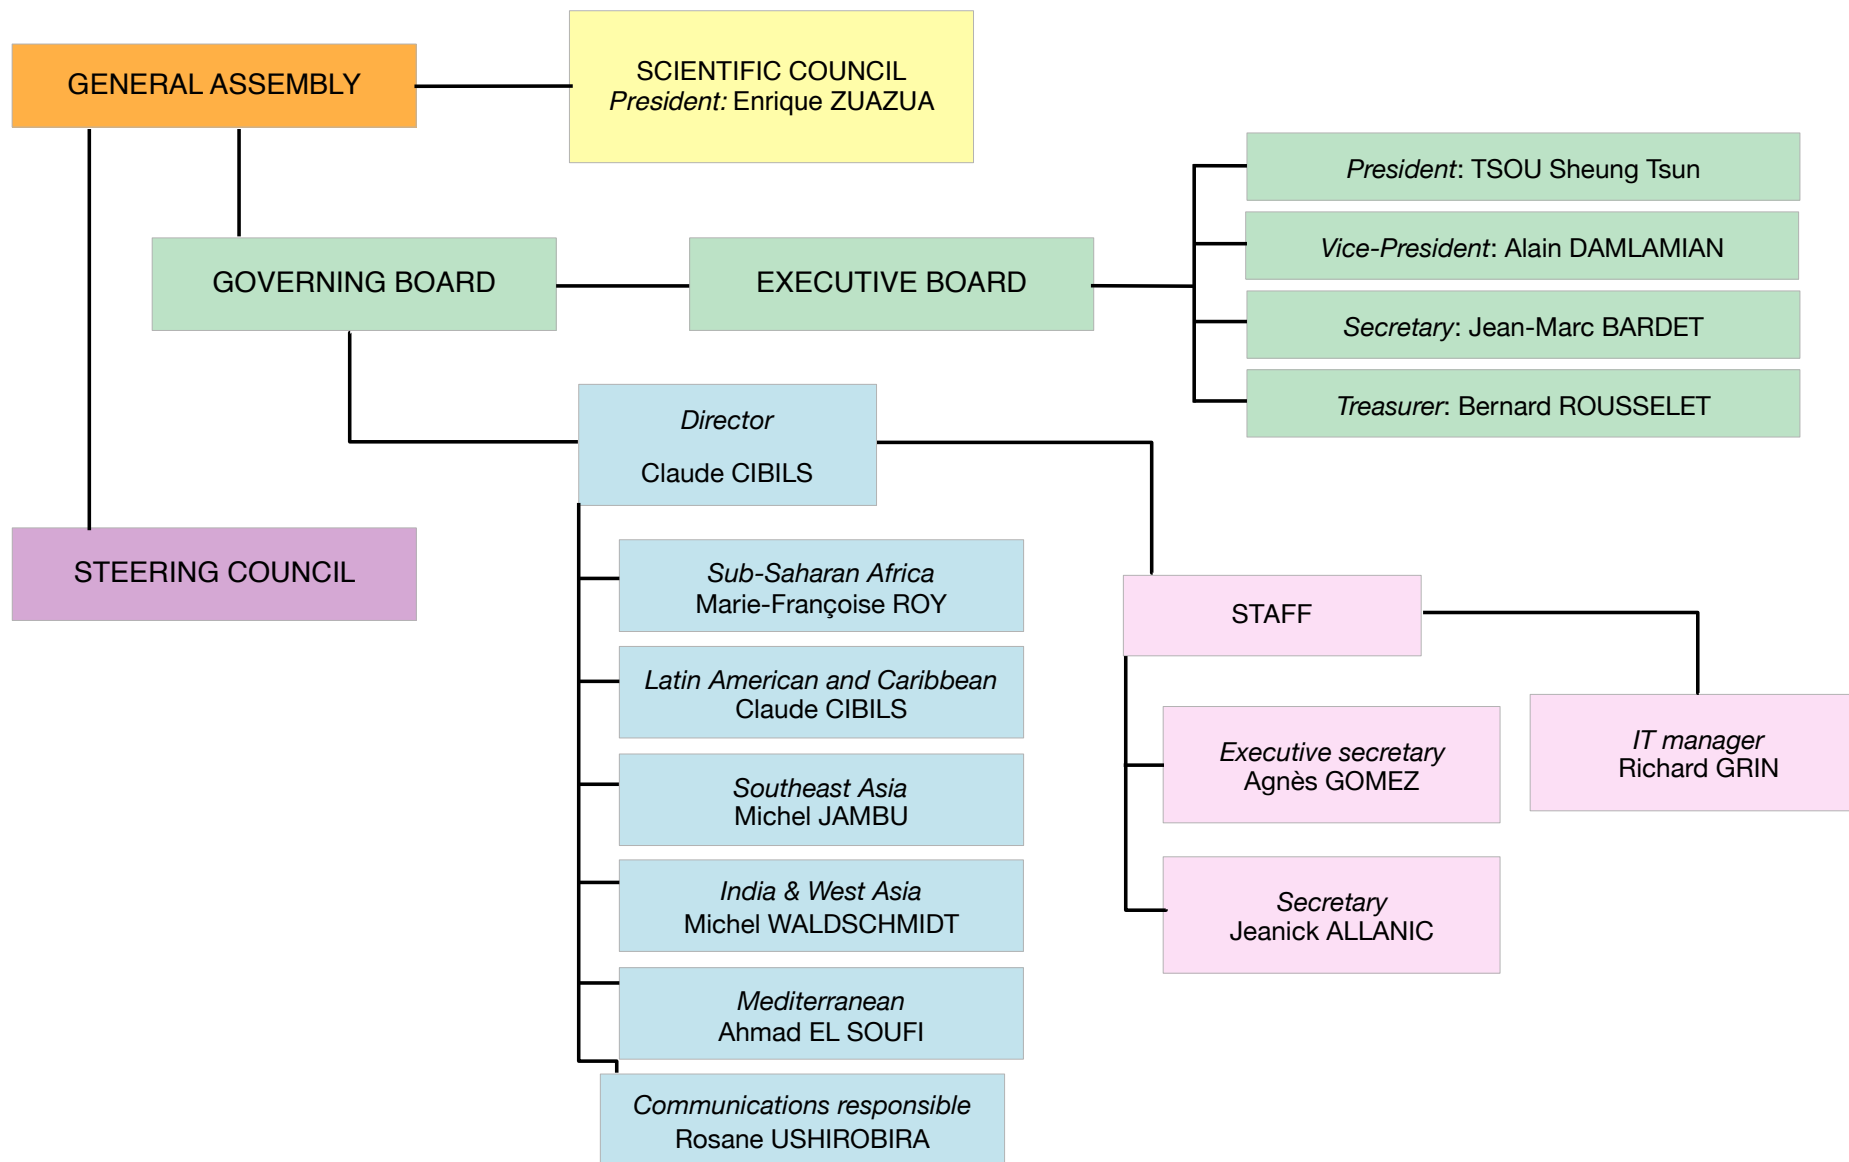 GENERAL ASSEMBLY
SCIENTIFIC COUNCIL
President: Enrique ZUAZUA
President: TSOU Sheung Tsun
Vice-President: Alain DAMLAMIAN
GOVERNING BOARD
EXECUTIVE BOARD
Secretary: Jean-Marc BARDET
Treasurer: Bernard ROUSSELET
Director
Claude CIBILS
STEERING COUNCIL
Sub-Saharan Africa
Marie-Françoise ROY
STAFF
Latin American and Caribbean
Claude CIBILS
Executive secretary
Agnès GOMEZ
IT manager
Richard GRIN
Southeast Asia
Michel JAMBU
India & West Asia
Michel WALDSCHMIDT
Secretary
Jeanick ALLANIC
Mediterranean
Ahmad EL SOUFI
Communications responsible
Rosane USHIROBIRA